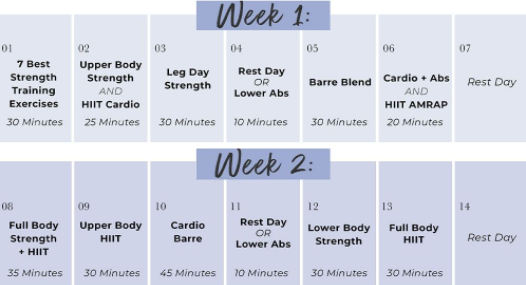 Week 1:
01
7 Best
Strength
Training
Exercises
30 Minutes
02
Upper Body
Strength
AND
HIIT Cardio
25 Minutes
03
Leg Day
Strength
30 Minutes
04
Rest Day
OR
Lower Abs
10 Minutes
05
Barre Blend
30 Minutes
06
Cardio + Abs
AND
HIIT AMRAP
20 Minutes
07
Rest Day
Week 2:
08
Full Body
Strength
+ HIIT
35 Minutes
09
Upper Body
HIIT
30 Minutes
10
Cardio
Barre
45 Minutes
11
Rest Day
OR
Lower Abs
10 Minutes
12
Lower Body
Strength
30 Minutes
13
Full Body
HIIT
30 Minutes
14
Rest Day